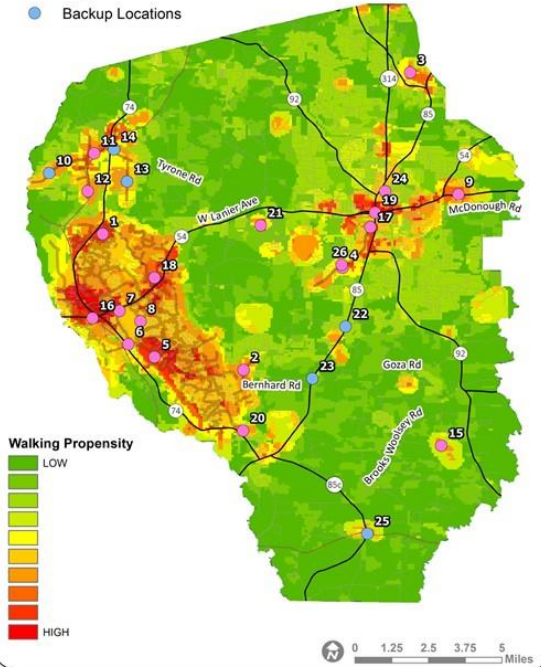 Backup Locations
3
314
92
74
85
11
14
54
10
13
Tyrone Rd
24
9
12
19
W Lanier Ave
21
McDonough Rd
17
1
54
26
4
18
85
7
16
8
22
6
92
5
Goza Rd
2
23
Bernhard Rd
74
20
Brooks Woolsey Rd
15
Walking Propensity
LOW
85c
25
HIGH
N
0 1.25 2.5 3.75 5
Miles